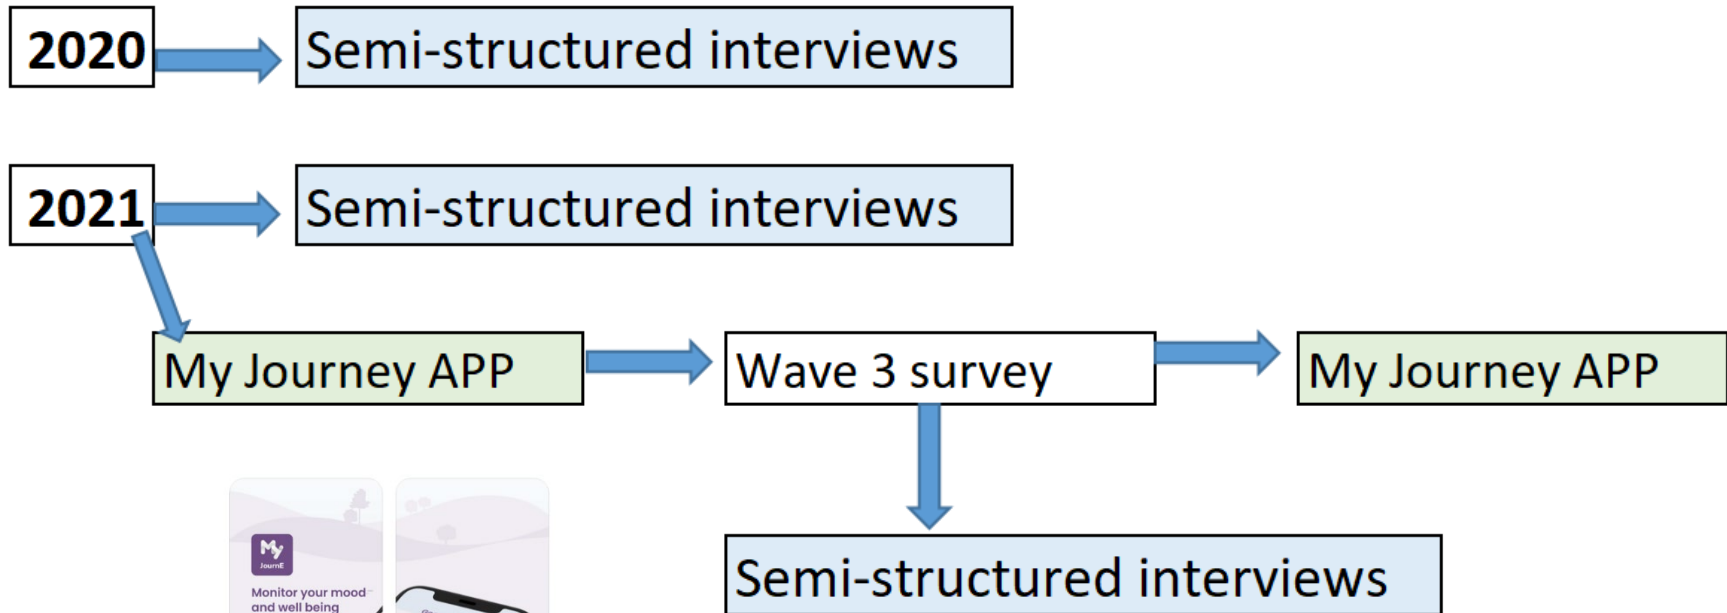 2020
Semi-structured interviews
2021
Semi-structured interviews
My Journey APP
Wave 3 survey
My Journey APP
My
JournE
Monitor your mood
and well being
Semi-structured interviews